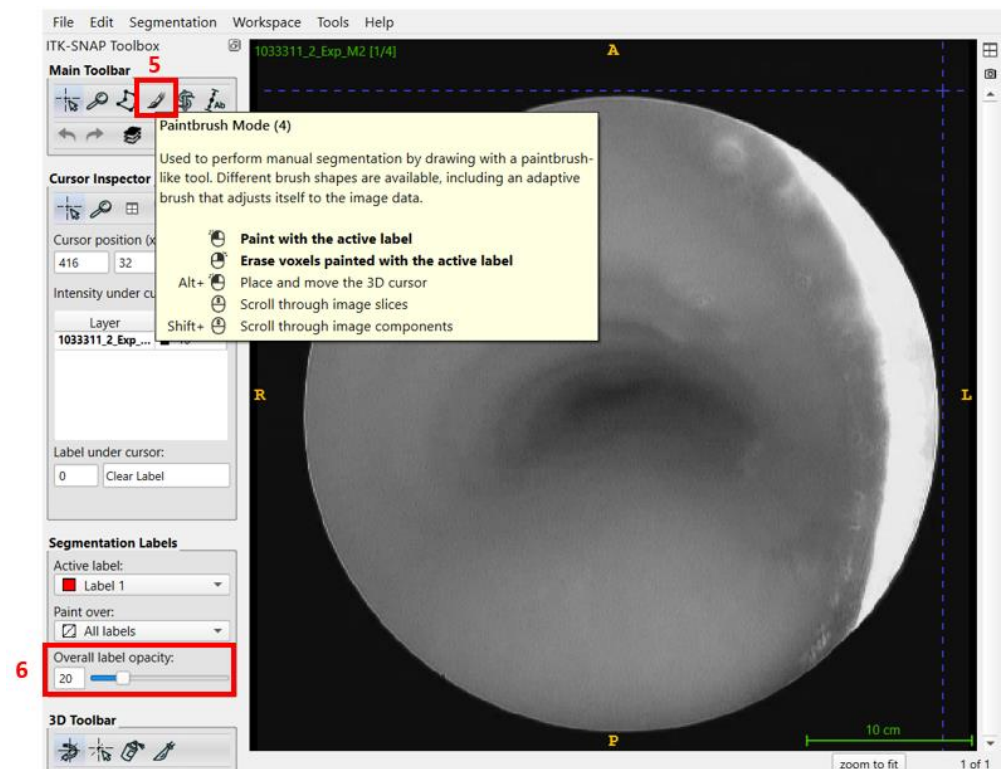 File Edit Segmentation Workspace Tools Help
ITK-SNAP Toolbox
Main Toolbar
5
Paintbrush Mode (4)
Used to perform manual segmentation by drawing with a paintbrush-
like tool. Different brush shapes are available, including an adaptive
brush that adjusts itself to the image data.
Paint with the active label
Erase voxels painted with the active label
Alt+ Place and move the 3D cursor
Scroll through image slices
Shift+ Scroll through image components
Cursor Inspector
Cursor position (x
416 32
Intensity under cu
Layer
1033311_2_Exp_...
Label under cursor:
0 Clear Label
Segmentation Labels
Active label:
Label 1
Paint over:
All labels
6
Overall label opacity:
20
3D Toolbar
1033311_2_Exp_M2 [1/4]
A
R
L
P
10 cm
zoom to fit 1 of 1